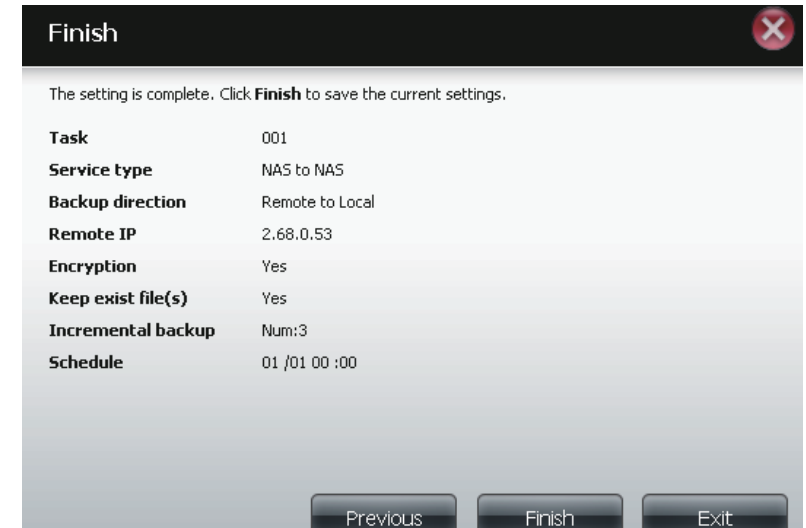 Finish
The setting is complete. Click Finish to save the current settings.
Task 001
Service type NAS to NAS
Backup direction Remote to Local
Remote IP 2.68.0.53
Encryption Yes
Keep exist file(s) Yes
Incremental backup Num:3
Schedule 01 /01 00 :00
Previous Finish Exit